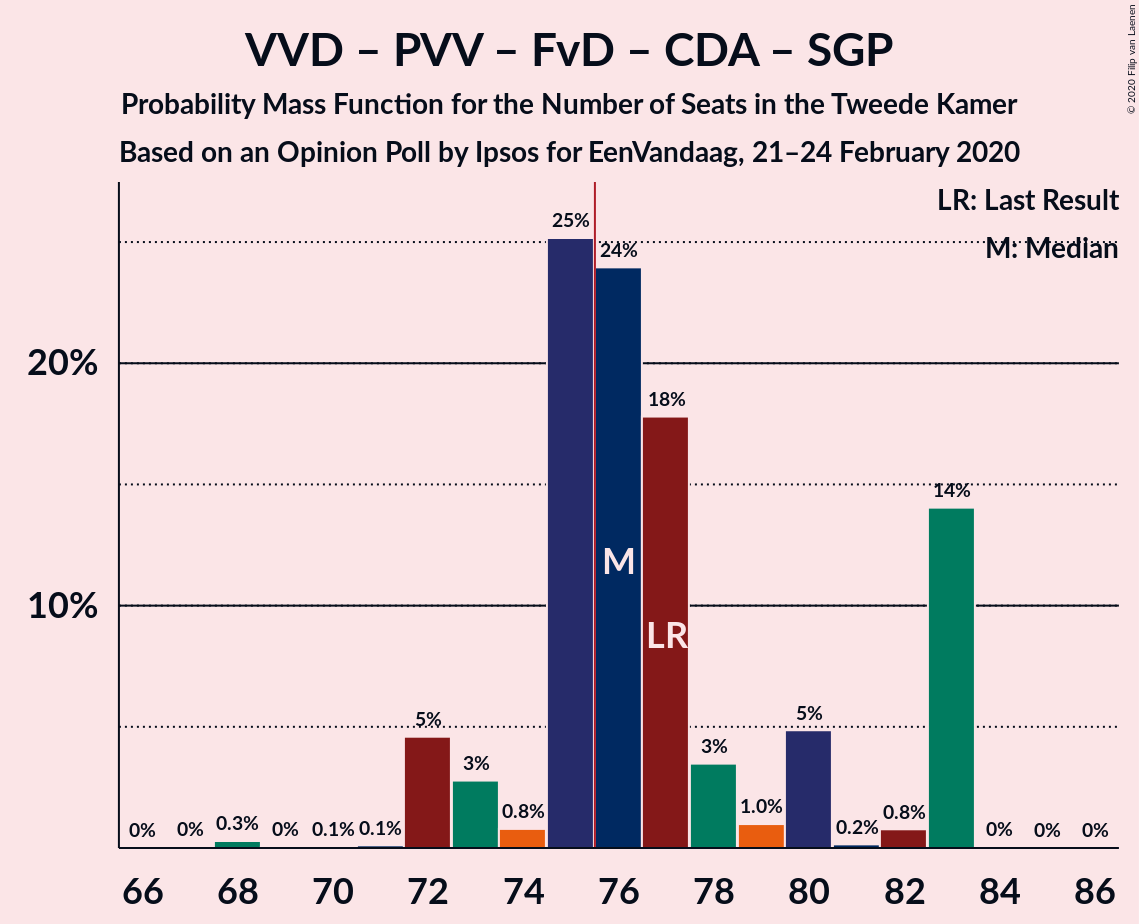 VVD – PVV – FvD – CDA – SGP
Probability Mass Function for the Number of Seats in the Tweede Kamer
Based on an Opinion Poll by Ipsos for EenVandaag, 21–24 February 2020
© 2020 Filip van Laenen
LR: Last Result
M: Median
20%
10%
0%
0%
0.3%
0%
0.1%
0.1%
5%
3%
0.8%
25%
24%
18%
3%
1.0%
5%
0.2%
0.8%
14%
0%
0%
0%
M
LR
66 68 70 72 74 76 78 80 82 84 86